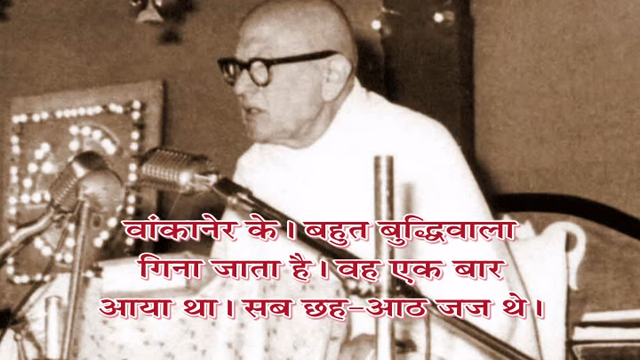 वांकानेर के। बहुत बुद्धिवाला
गिना जाता है। वह एक बार
आया था। सब छह-आठ जज थे।